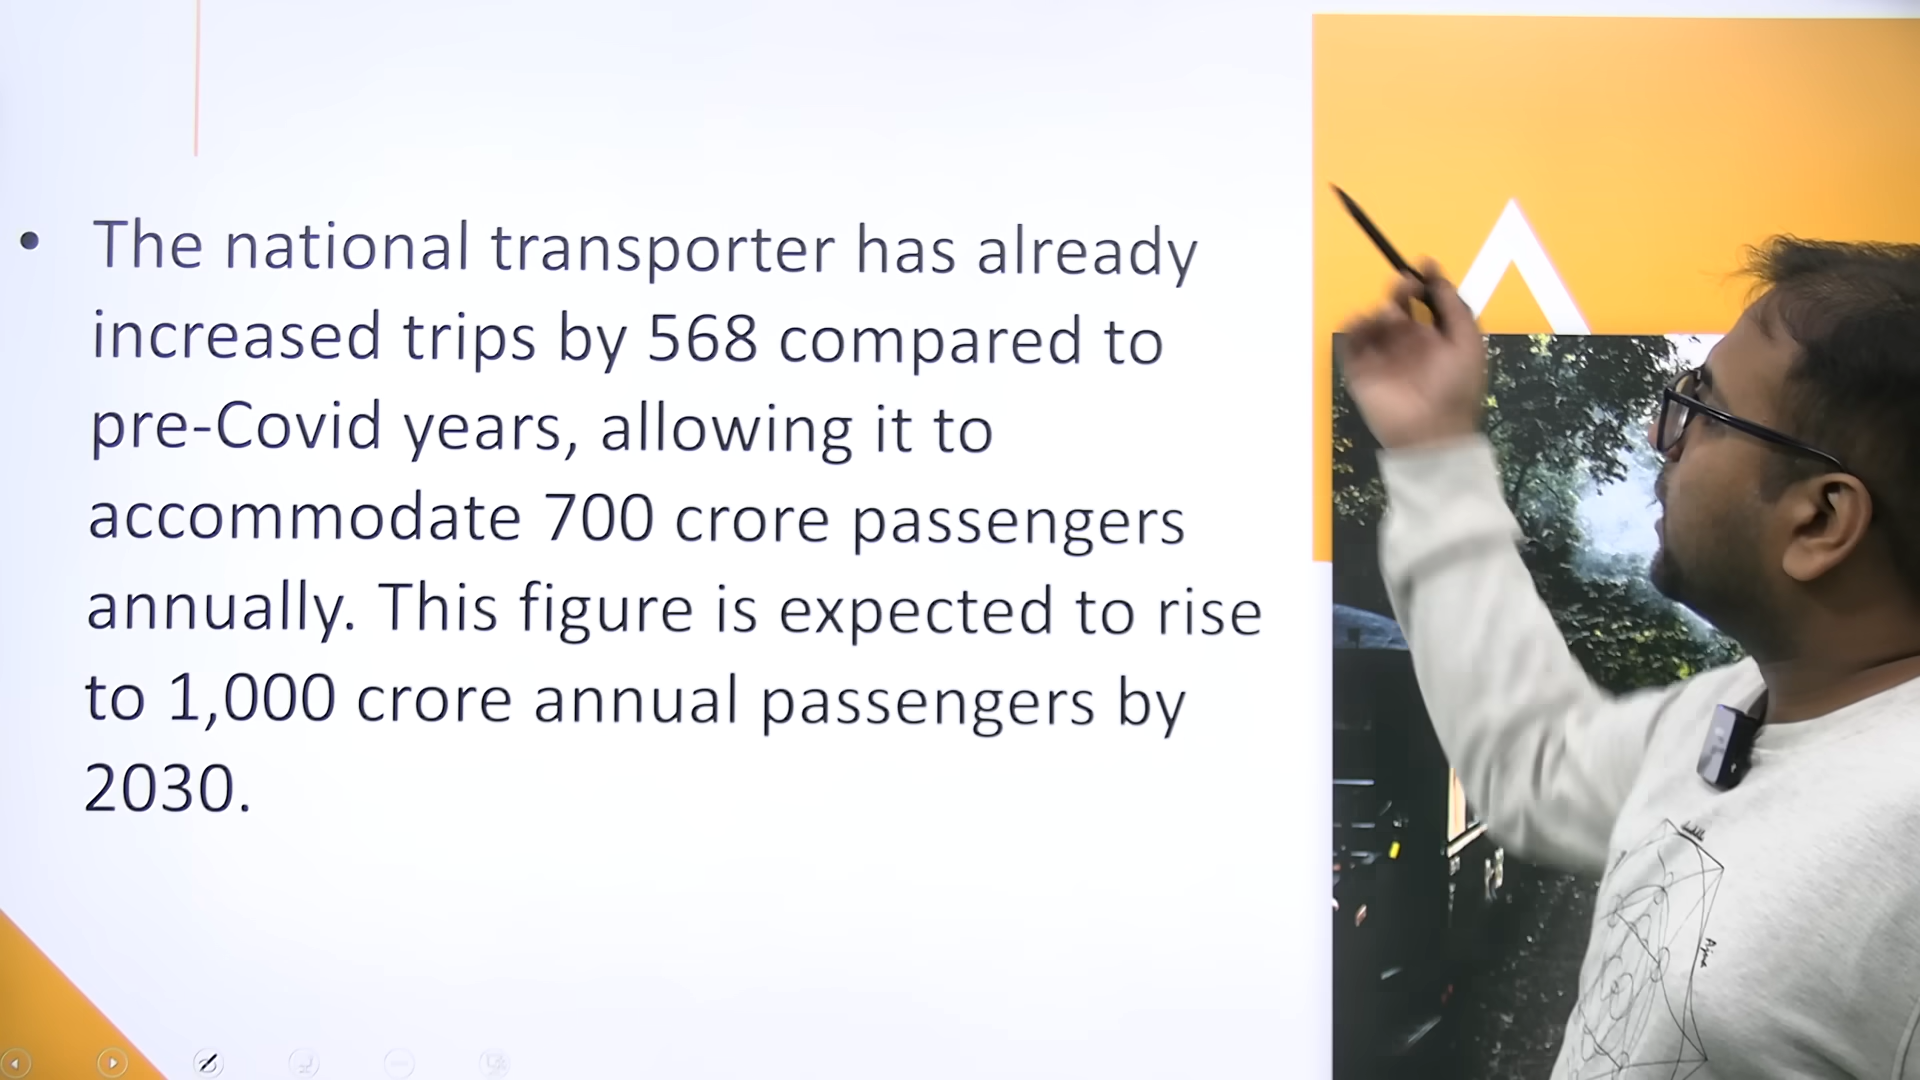 • The national transporter has already
increased trips by 568 compared to
pre-Covid years, allowing it to
accommodate 700 crore passengers
annually. This figure is expected to rise
to 1,000 crore annual passengers by
2030.